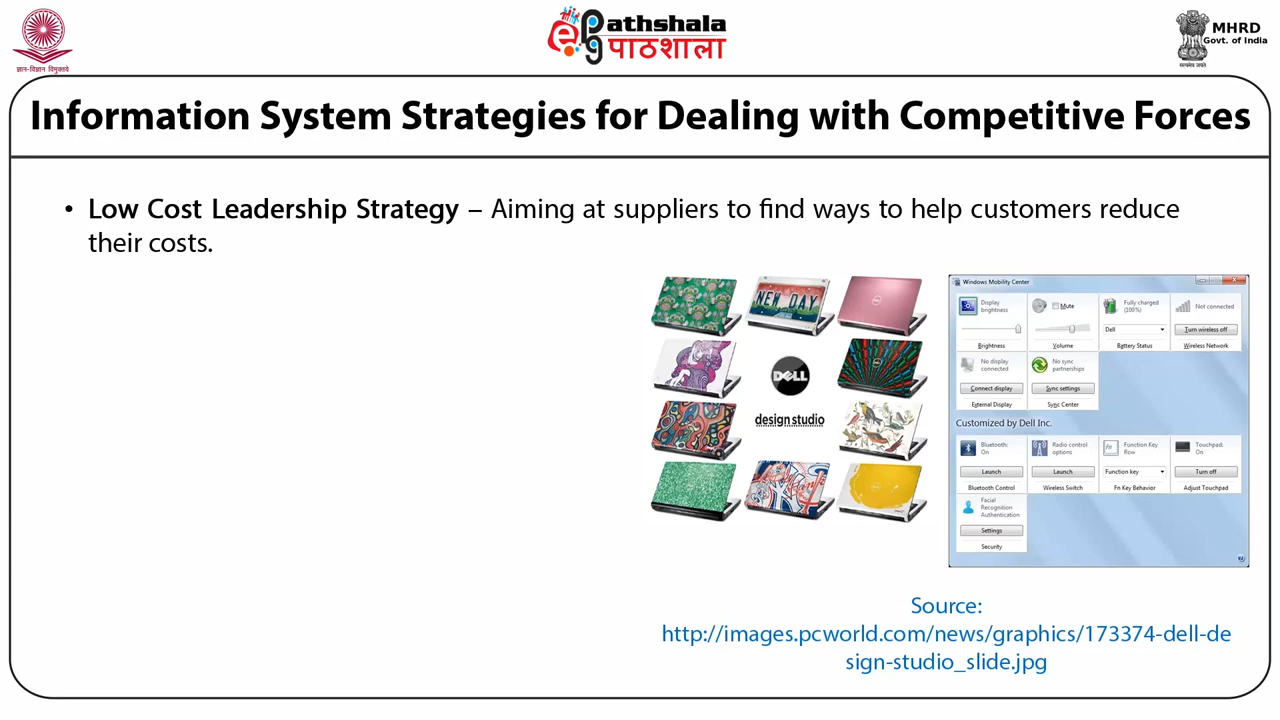 ज्ञान-विज्ञान विमुक्तये
epathshala
पाठशाला
MHRD
Govt. of India
सत्यमेव जयते
Information System Strategies for Dealing with Competitive Forces
• Low Cost Leadership Strategy – Aiming at suppliers to find ways to help customers reduce
their costs.
NEW DAY
DELL
design studio
Windows Mobility Center
Display brightness
Mute
Fully charged (100%)
Not connected
Dell
Turn wireless off
Brightness
Volume
Battery Status
Wireless Network
No display connected
No sync partnerships
Connect display
Sync settings
External Display
Sync Center
Customized by Dell Inc.
Bluetooth: On
Radio control options
Function Key Row
Touchpad: On
Launch
Launch
Function key
Turn off
Bluetooth Control
Wireless Switch
Fn Key Behavior
Adjust Touchpad
Facial Recognition Authentication
Settings
Security
Source:
http://images.pcworld.com/news/graphics/173374-dell-de
sign-studio_slide.jpg